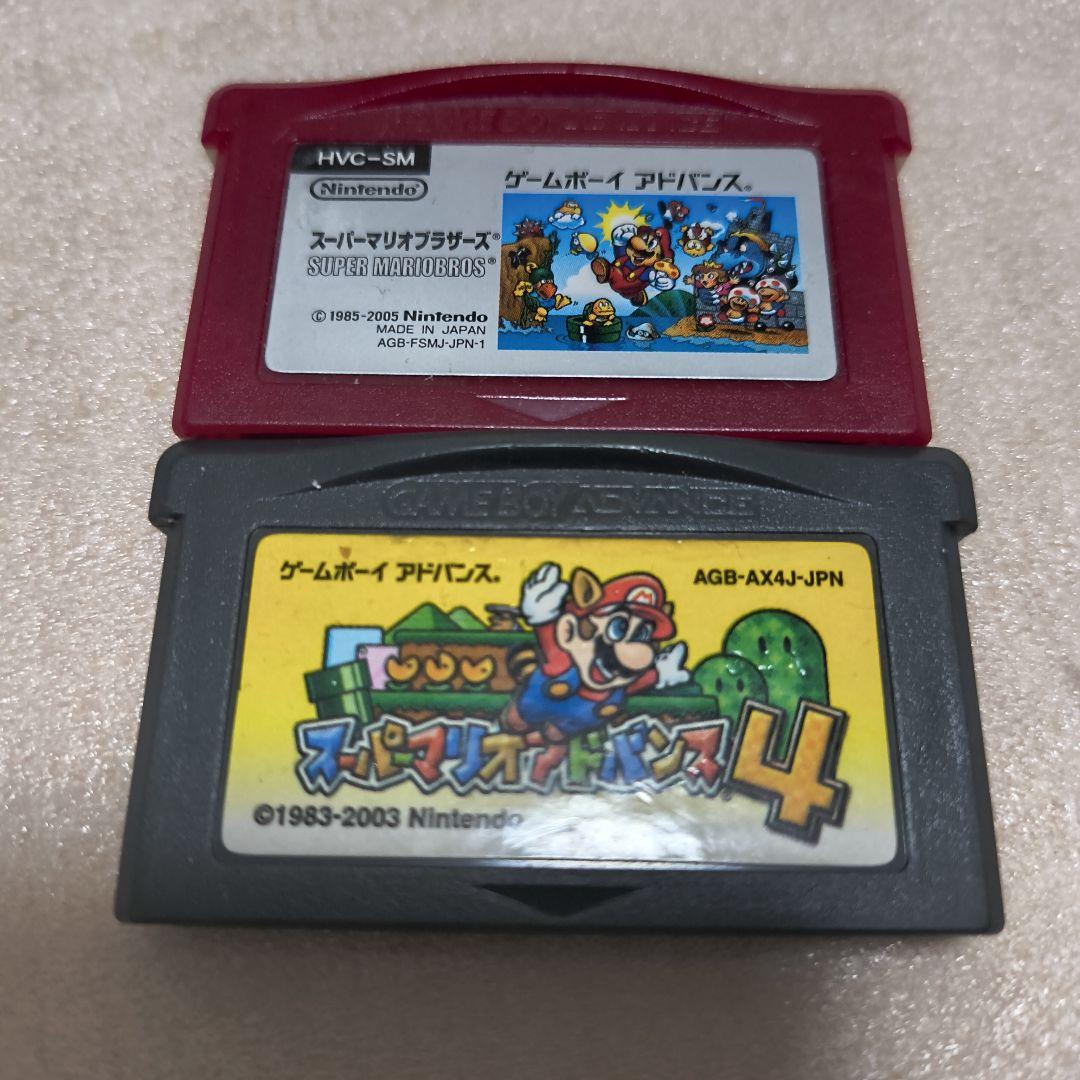 GAME BOY ADVANCE
HVC-SM
Nintendo
ゲームボーイ アドバンス®
スーパーマリオブラザーズ®
SUPER MARIOBROS®
© 1985-2005 Nintendo
MADE IN JAPAN
AGB-FSMJ-JPN-1
GAME BOY ADVANCE
ゲームボーイ アドバンス®
AGB-AX4J-JPN
M
スーパーマリオアドバンス4
©1983-2003 Nintendo